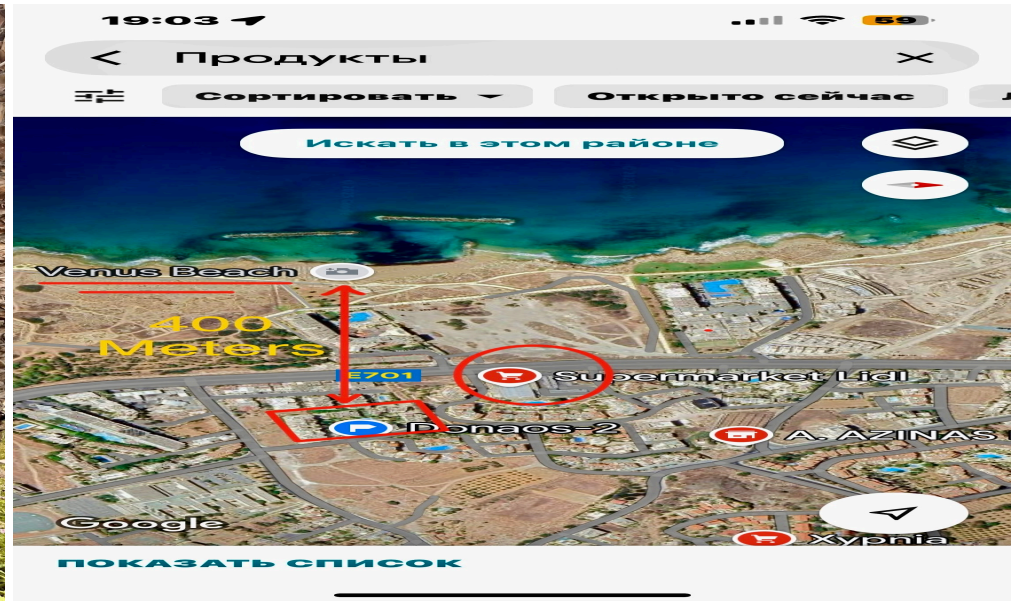 19:03
59
Продукты
Сортировать
Открыто сейчас
Искать в этом районе
Venus Beach
400
Meters
E701
Supermarket Lidl
Donaos-2
A. AZINAS
Google
Xypnia
ПОКАЗАТЬ СПИСОК